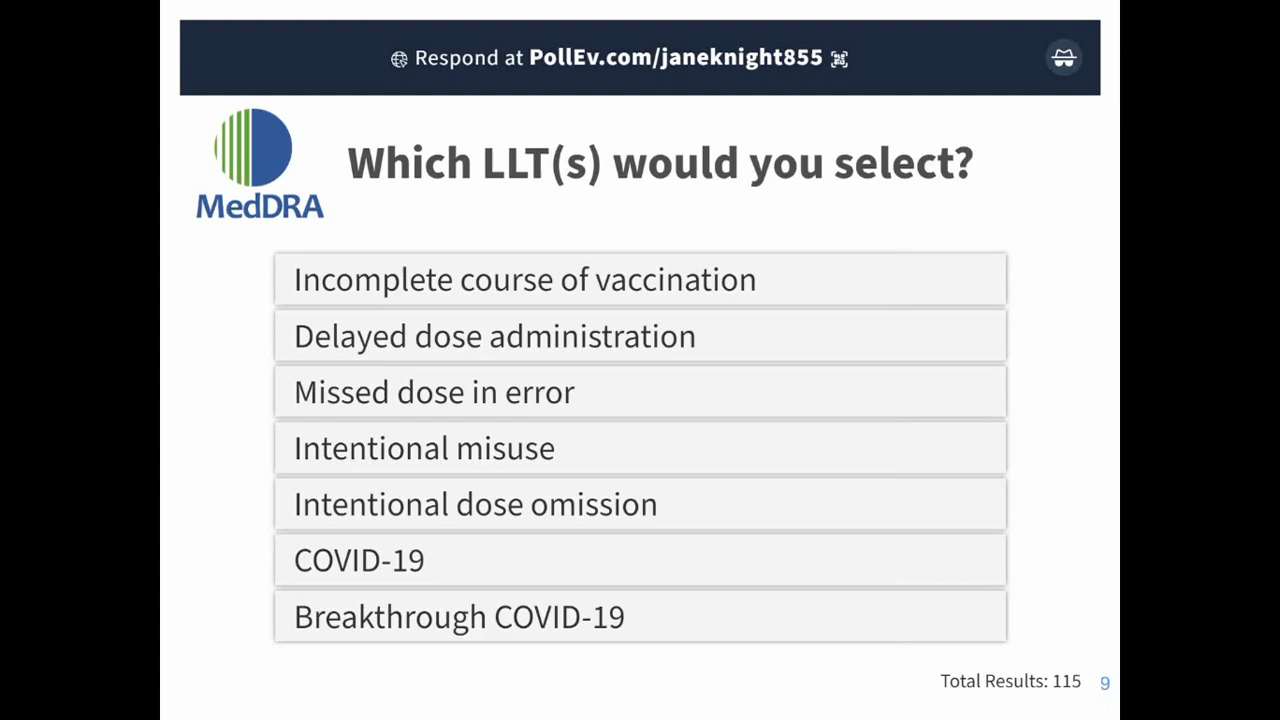 Respond at PollEv.com/janeknight855
MedDRA
Which LLT(s) would you select?
Incomplete course of vaccination
Delayed dose administration
Missed dose in error
Intentional misuse
Intentional dose omission
COVID-19
Breakthrough COVID-19
Total Results: 115
9